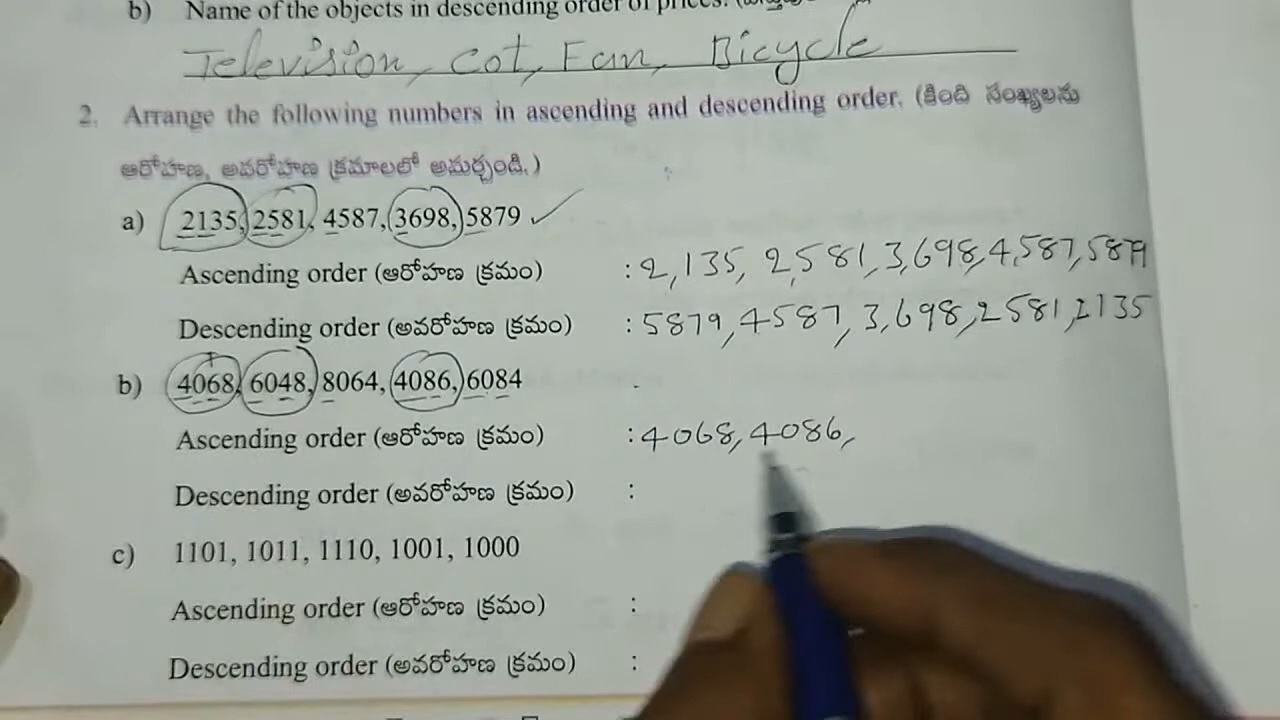 b) Name of the objects in descending order of prices.
Television, cot, Fan, Bicycle
2. Arrange the following numbers in ascending and descending order. (కింది సంఖ్యలను
ఆరోహణ, అవరోహణ క్రమాలలో అమర్చండి.)
a) 2135, 2581, 4587, 3698, 5879 ✓
Ascending order (ఆరోహణ క్రమం) : 2,135, 2,581, 3,698, 4,587, 5879
Descending order (అవరోహణ క్రమం) : 5879, 4587, 3,698, 2581, 2135
b) 4068, 6048, 8064, 4086, 6084
Ascending order (ఆరోహణ క్రమం) : 4068, 4086,
Descending order (అవరోహణ క్రమం) :
c) 1101, 1011, 1110, 1001, 1000
Ascending order (ఆరోహణ క్రమం) :
Descending order (అవరోహణ క్రమం) :